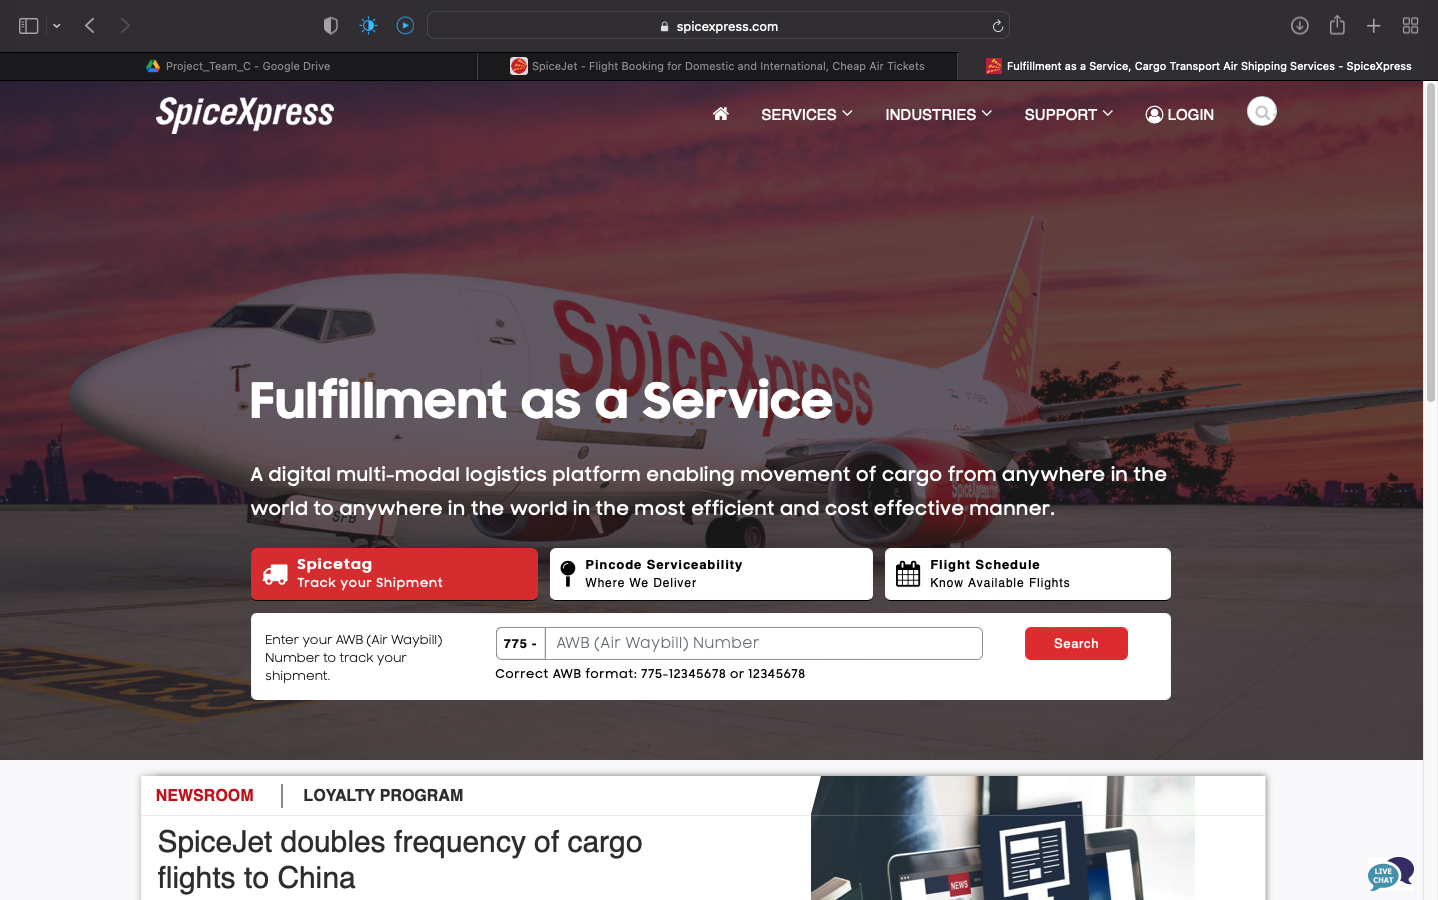 spicexpress.com
Project_Team_C - Google Drive
SpiceJet - Flight Booking for Domestic and International, Cheap Air Tickets
Fulfillment as a Service, Cargo Transport Air Shipping Services - SpiceXpress
SpiceXpress
SERVICES
INDUSTRIES
SUPPORT
LOGIN
SpiceXpress
Fulfillment as a Service
A digital multi-modal logistics platform enabling movement of cargo from anywhere in the
world to anywhere in the world in the most efficient and cost effective manner.
SpiceXpress
SFB
Spicetag
Track your Shipment
Pincode Serviceability
Where We Deliver
Flight Schedule
Know Available Flights
Enter your AWB (Air Waybill)
Number to track your
shipment.
775 -
AWB (Air Waybill) Number
Search
Correct AWB format: 775-12345678 or 12345678
NEWSROOM
LOYALTY PROGRAM
SpiceJet doubles frequency of cargo
flights to China
NEWS
LIVE
CHAT